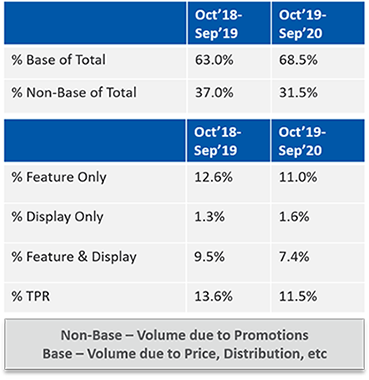 Oct'18-Sep'19 Oct'19-Sep'20
% Base of Total 63.0% 68.5%
% Non-Base of Total 37.0% 31.5%
Oct'18-Sep'19 Oct'19-Sep'20
% Feature Only 12.6% 11.0%
% Display Only 1.3% 1.6%
% Feature & Display 9.5% 7.4%
% TPR 13.6% 11.5%
Non-Base – Volume due to Promotions
Base – Volume due to Price, Distribution, etc